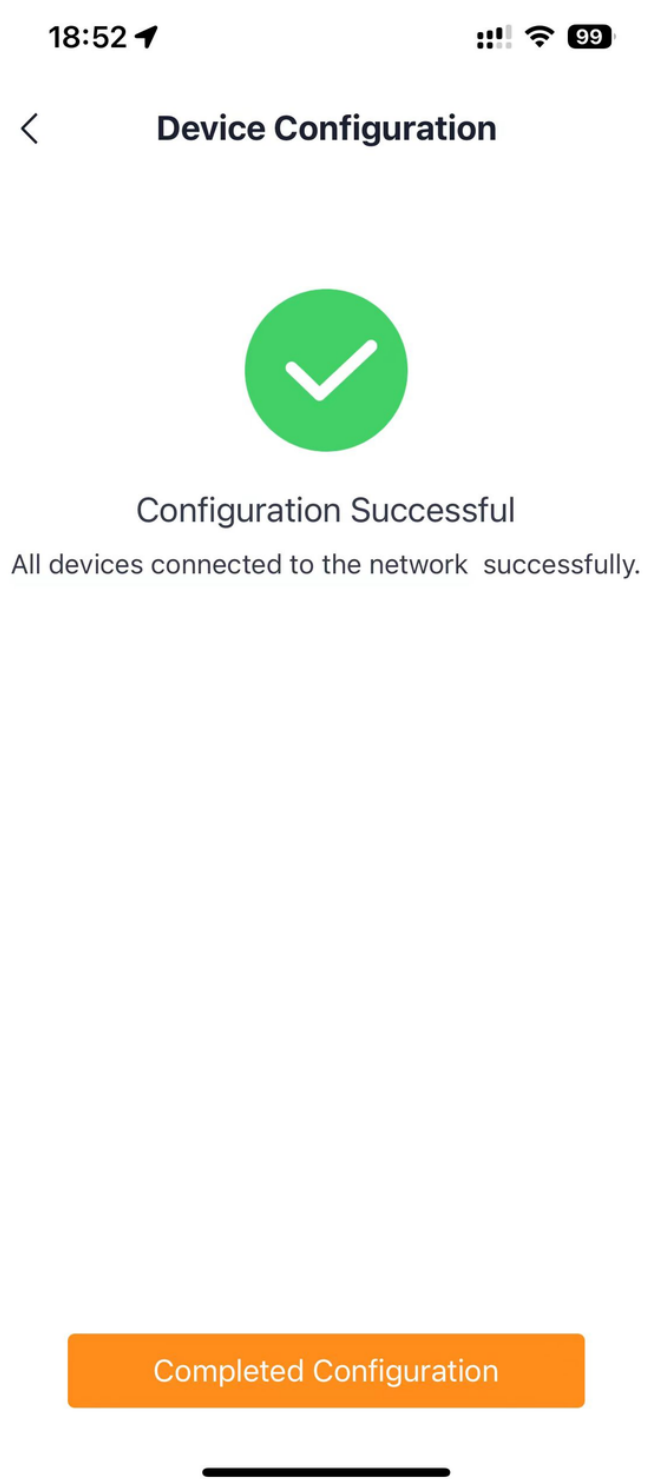 18:52
99
Device Configuration
Configuration Successful
All devices connected to the network  successfully.
Completed Configuration